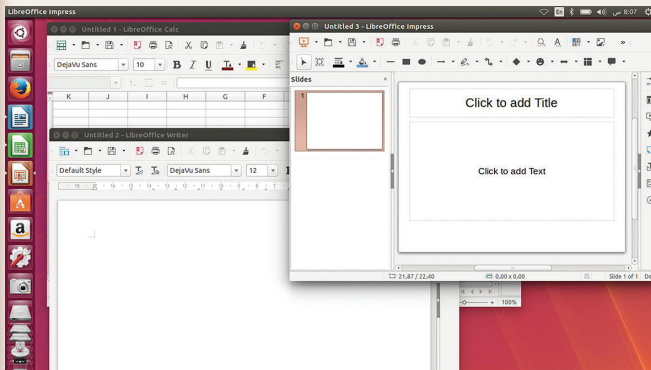 LibreOffice Impress
En
8:07 ص
Untitled 1 - LibreOffice Calc
DejaVu Sans
10
K J I H G F
Untitled 2 - LibreOffice Writer
Default Style
DejaVu Sans
12
Untitled 3 - LibreOffice Impress
Slides
1
Click to add Title
Click to add Text
21,87 / 22,40
0,00 x 0,00
Slide 1 of 1
De
100%